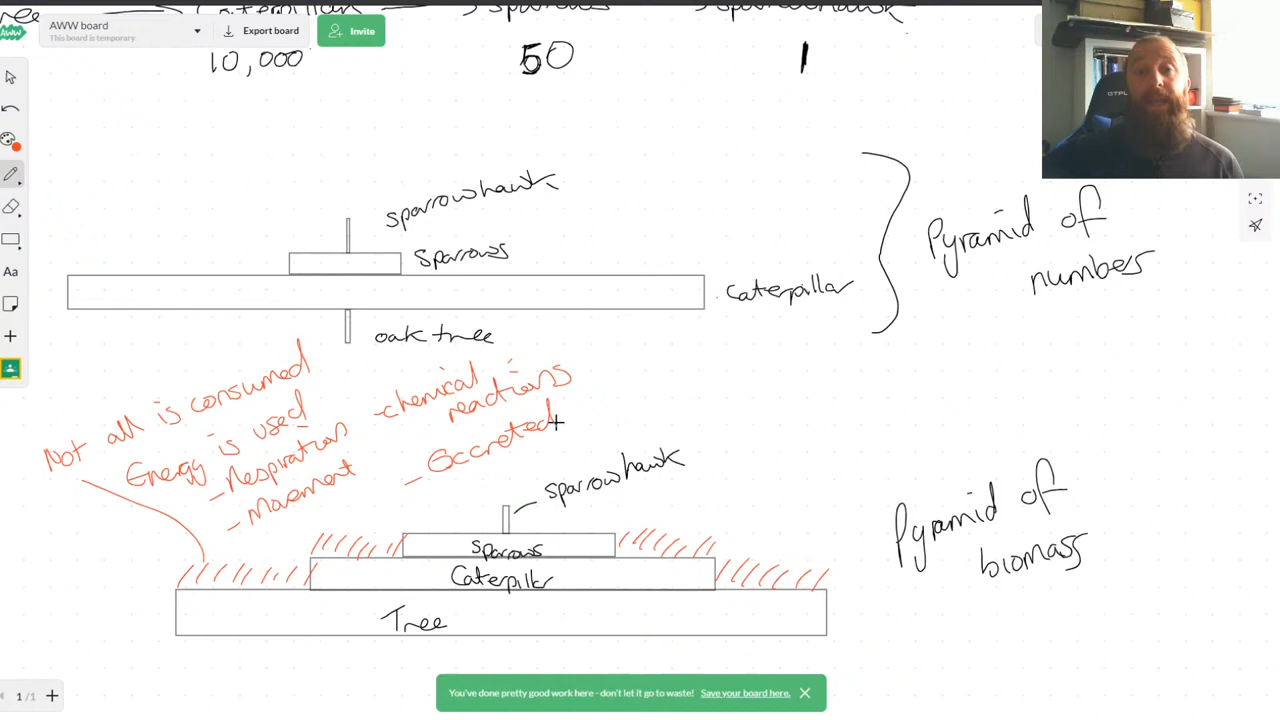 AWW board
This board is temporary
Export board
Invite
10,000
50
1
sparrowhawk
sparrows
caterpillar
oak tree
Pyramid of
numbers
Not all is consumed
Energy is used
- Respiration
- Movement
- chemical
reactions
- Excreted
sparrowhawk
sparrows
Caterpillr
Tree
Pyramid of
biomass
Aa
1/1
You've done pretty good work here - don't let it go to waste! Save your board here.